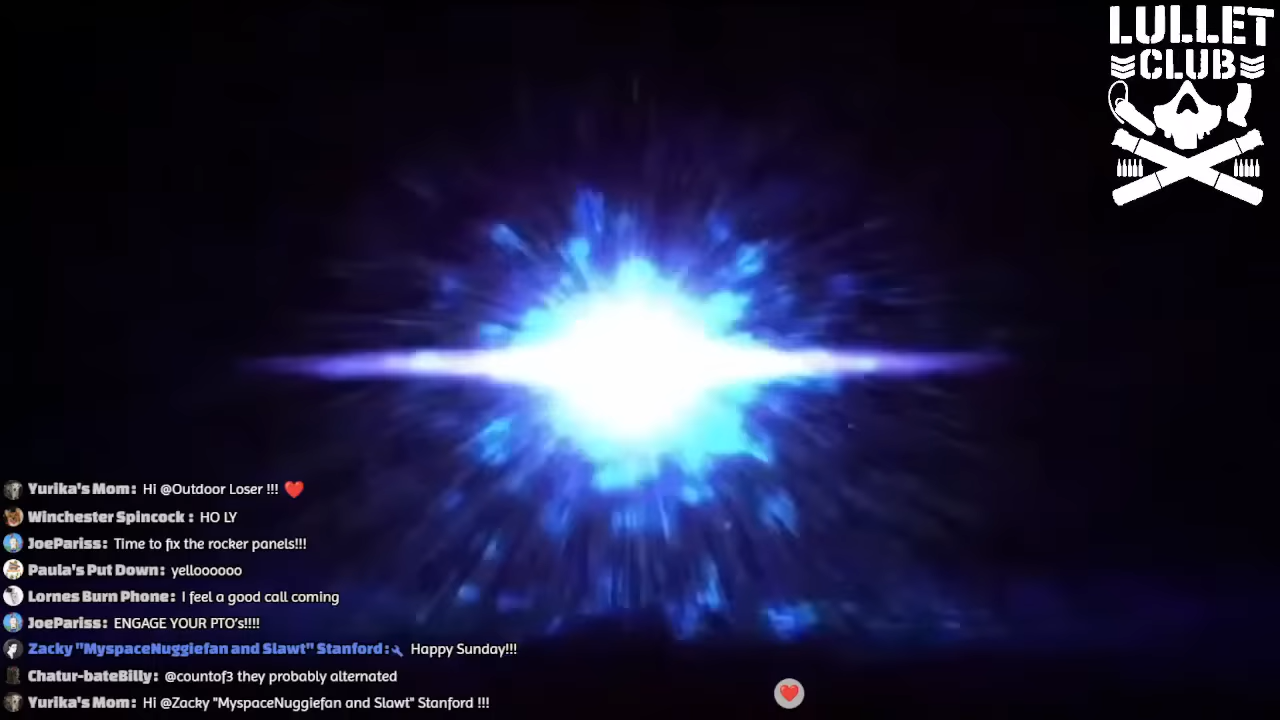 LULLET
CLUB
Yurika's Mom: Hi @Outdoor Loser !!! ❤️
Winchester Spincock : HO LY
JoePariss: Time to fix the rocker panels!!!
Paula's Put Down: yelloooooo
Lornes Burn Phone: I feel a good call coming
JoePariss: ENGAGE YOUR PTO's!!!!
Zacky "MyspaceNuggiefan and Slawt" Stanford: Happy Sunday!!!
Chatur-bateBilly: @countof3 they probably alternated
Yurika's Mom: Hi @Zacky "MyspaceNuggiefan and Slawt" Stanford !!!